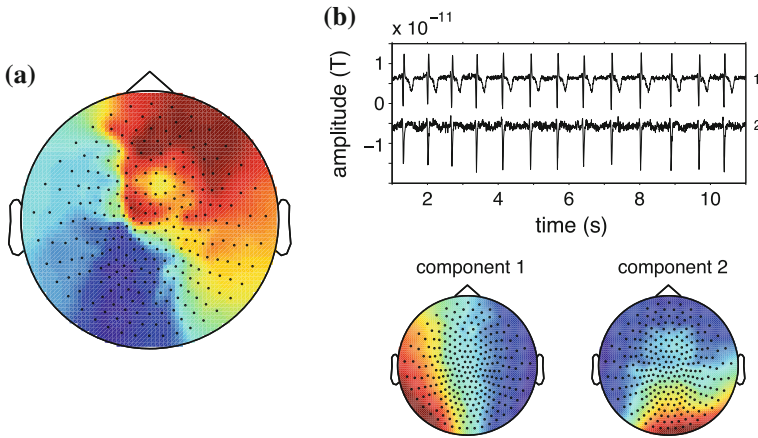 (a)
(b)
x 10⁻¹¹
amplitude (T)
1
0
−1
1
2
2
4
6
8
10
time (s)
component 1
component 2